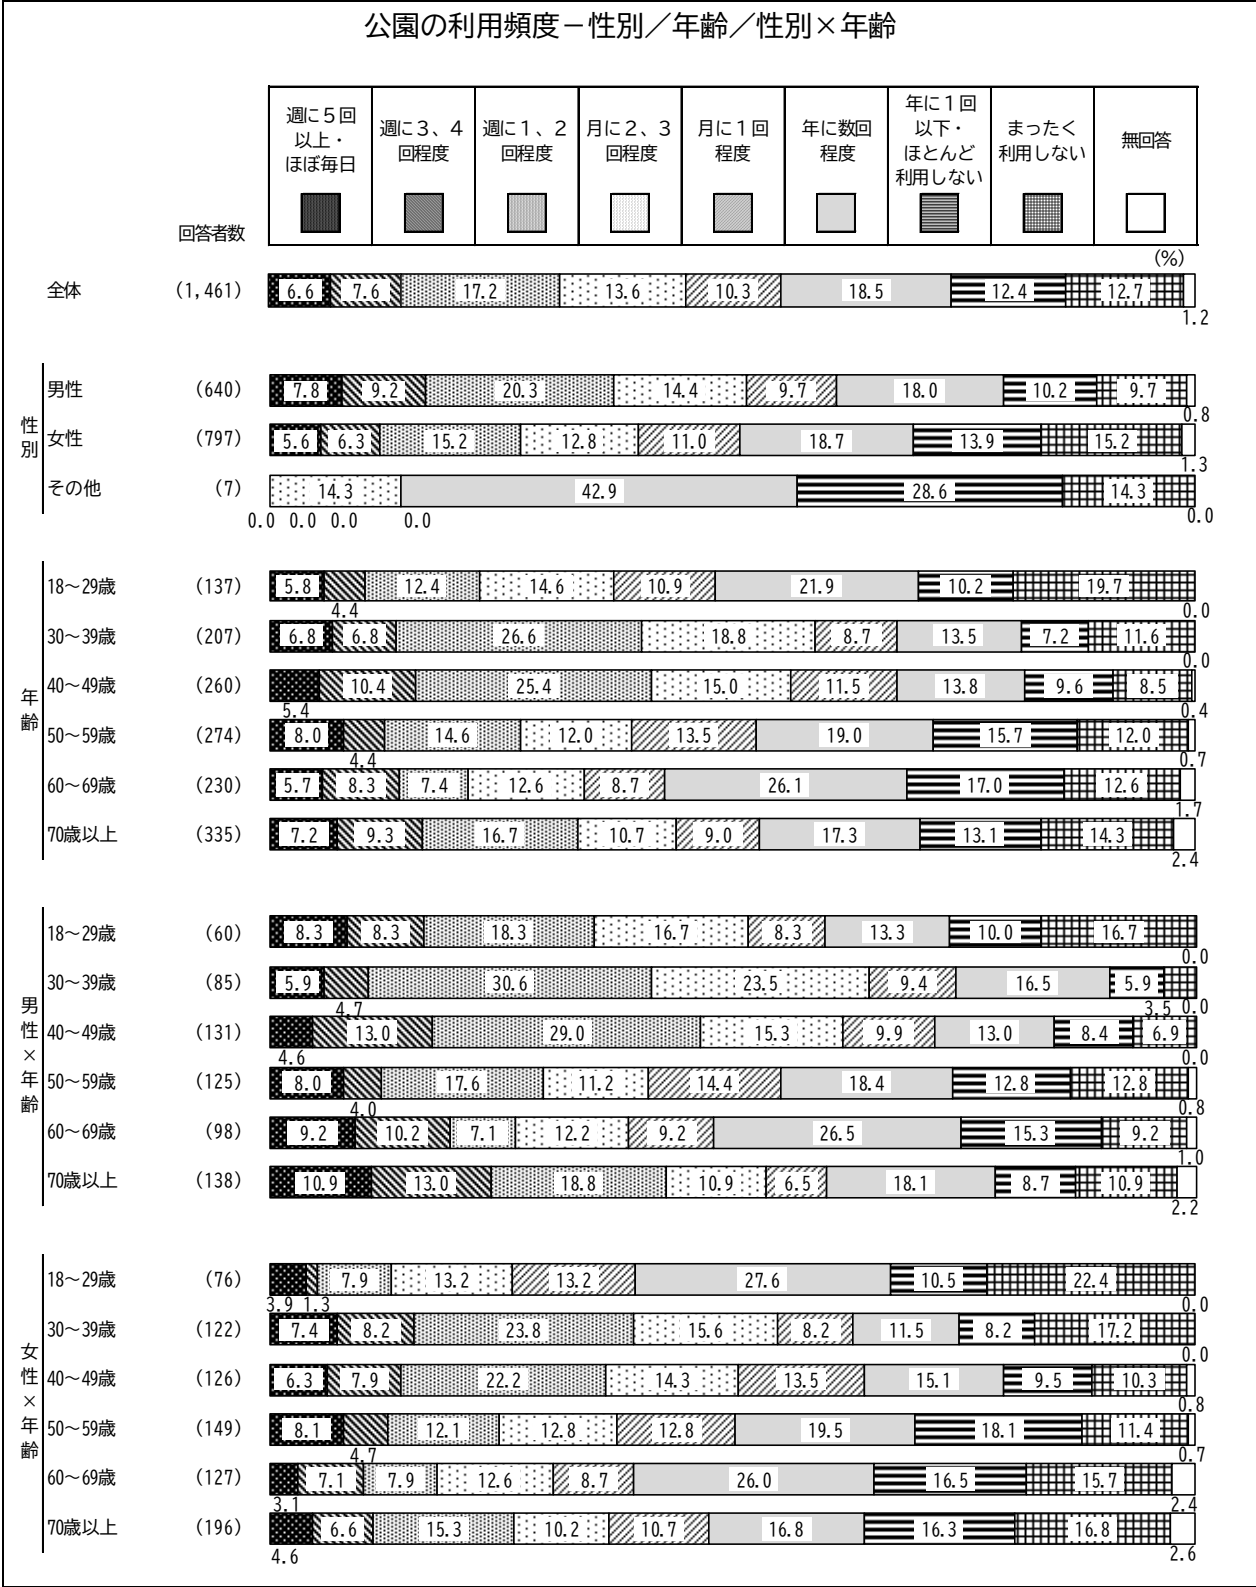 公園の利用頻度－性別／年齢／性別×年齢
週に５回
以上・
ほぼ毎日
週に３、４
回程度
週に１、２
回程度
月に２、３
回程度
月に１回
程度
年に数回
程度
年に１回
以下・
ほとんど
利用しない
まったく
利用しない
無回答
回答者数
(%)
全体 (1,461) 6.6 7.6 17.2 13.6 10.3 18.5 12.4 12.7
1.2
性別
男性 (640) 7.8 9.2 20.3 14.4 9.7 18.0 10.2 9.7
0.8
女性 (797) 5.6 6.3 15.2 12.8 11.0 18.7 13.9 15.2
1.3
その他 (7) 14.3 42.9 28.6 14.3
0.0 0.0 0.0 0.0 0.0
年齢
18～29歳 (137) 5.8 12.4 14.6 10.9 21.9 10.2 19.7
4.4 0.0
30～39歳 (207) 6.8 6.8 26.6 18.8 8.7 13.5 7.2 11.6
0.0
40～49歳 (260) 10.4 25.4 15.0 11.5 13.8 9.6 8.5
5.4 0.4
50～59歳 (274) 8.0 14.6 12.0 13.5 19.0 15.7 12.0
4.4 0.7
60～69歳 (230) 5.7 8.3 7.4 12.6 8.7 26.1 17.0 12.6
1.7
70歳以上 (335) 7.2 9.3 16.7 10.7 9.0 17.3 13.1 14.3
2.4
男性×年齢
18～29歳 (60) 8.3 8.3 18.3 16.7 8.3 13.3 10.0 16.7
0.0
30～39歳 (85) 5.9 30.6 23.5 9.4 16.5 5.9
4.7 3.5 0.0
40～49歳 (131) 13.0 29.0 15.3 9.9 13.0 8.4 6.9
4.6 0.0
50～59歳 (125) 8.0 17.6 11.2 14.4 18.4 12.8 12.8
4.0 0.8
60～69歳 (98) 9.2 10.2 7.1 12.2 9.2 26.5 15.3 9.2
1.0
70歳以上 (138) 10.9 13.0 18.8 10.9 6.5 18.1 8.7 10.9
2.2
女性×年齢
18～29歳 (76) 7.9 13.2 13.2 27.6 10.5 22.4
3.9 1.3 0.0
30～39歳 (122) 7.4 8.2 23.8 15.6 8.2 11.5 8.2 17.2
0.0
40～49歳 (126) 6.3 7.9 22.2 14.3 13.5 15.1 9.5 10.3
0.8
50～59歳 (149) 8.1 12.1 12.8 12.8 19.5 18.1 11.4
4.7 0.7
60～69歳 (127) 7.1 7.9 12.6 8.7 26.0 16.5 15.7
3.1 2.4
70歳以上 (196) 6.6 15.3 10.2 10.7 16.8 16.3 16.8
4.6 2.6